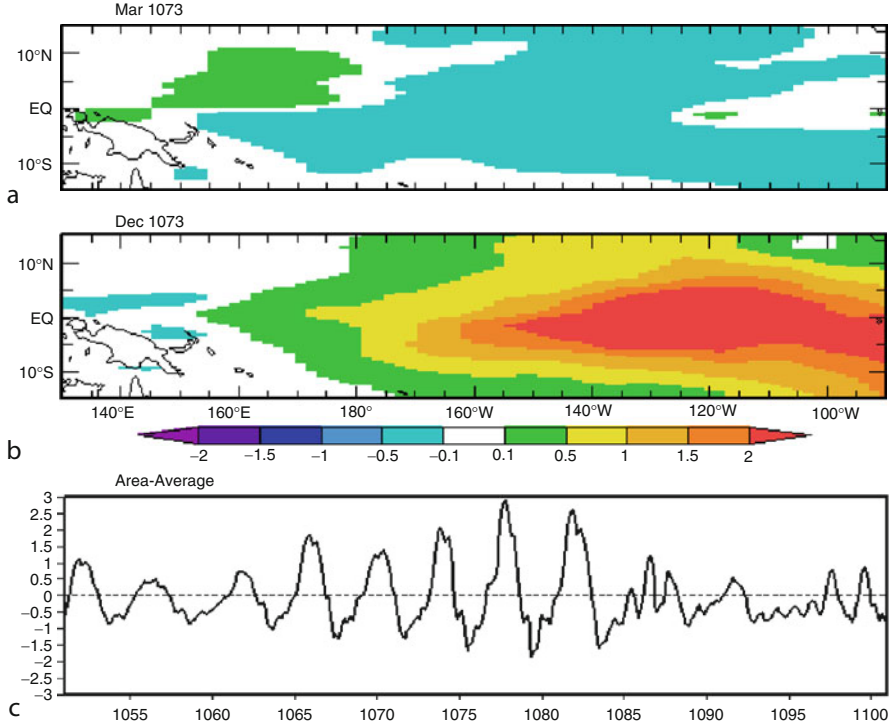 Mar 1073
10°N
EQ
10°S
a
Dec 1073
10°N
EQ
10°S
140°E 160°E 180° 160°W 140°W 120°W 100°W
b
−2 −1.5 −1 −0.5 −0.1 0.1 0.5 1 1.5 2
Area-Average
3
2.5
2
1.5
1
0.5
0
−0.5
−1
−1.5
−2
−2.5
−3
c
1055 1060 1065 1070 1075 1080 1085 1090 1095 1100